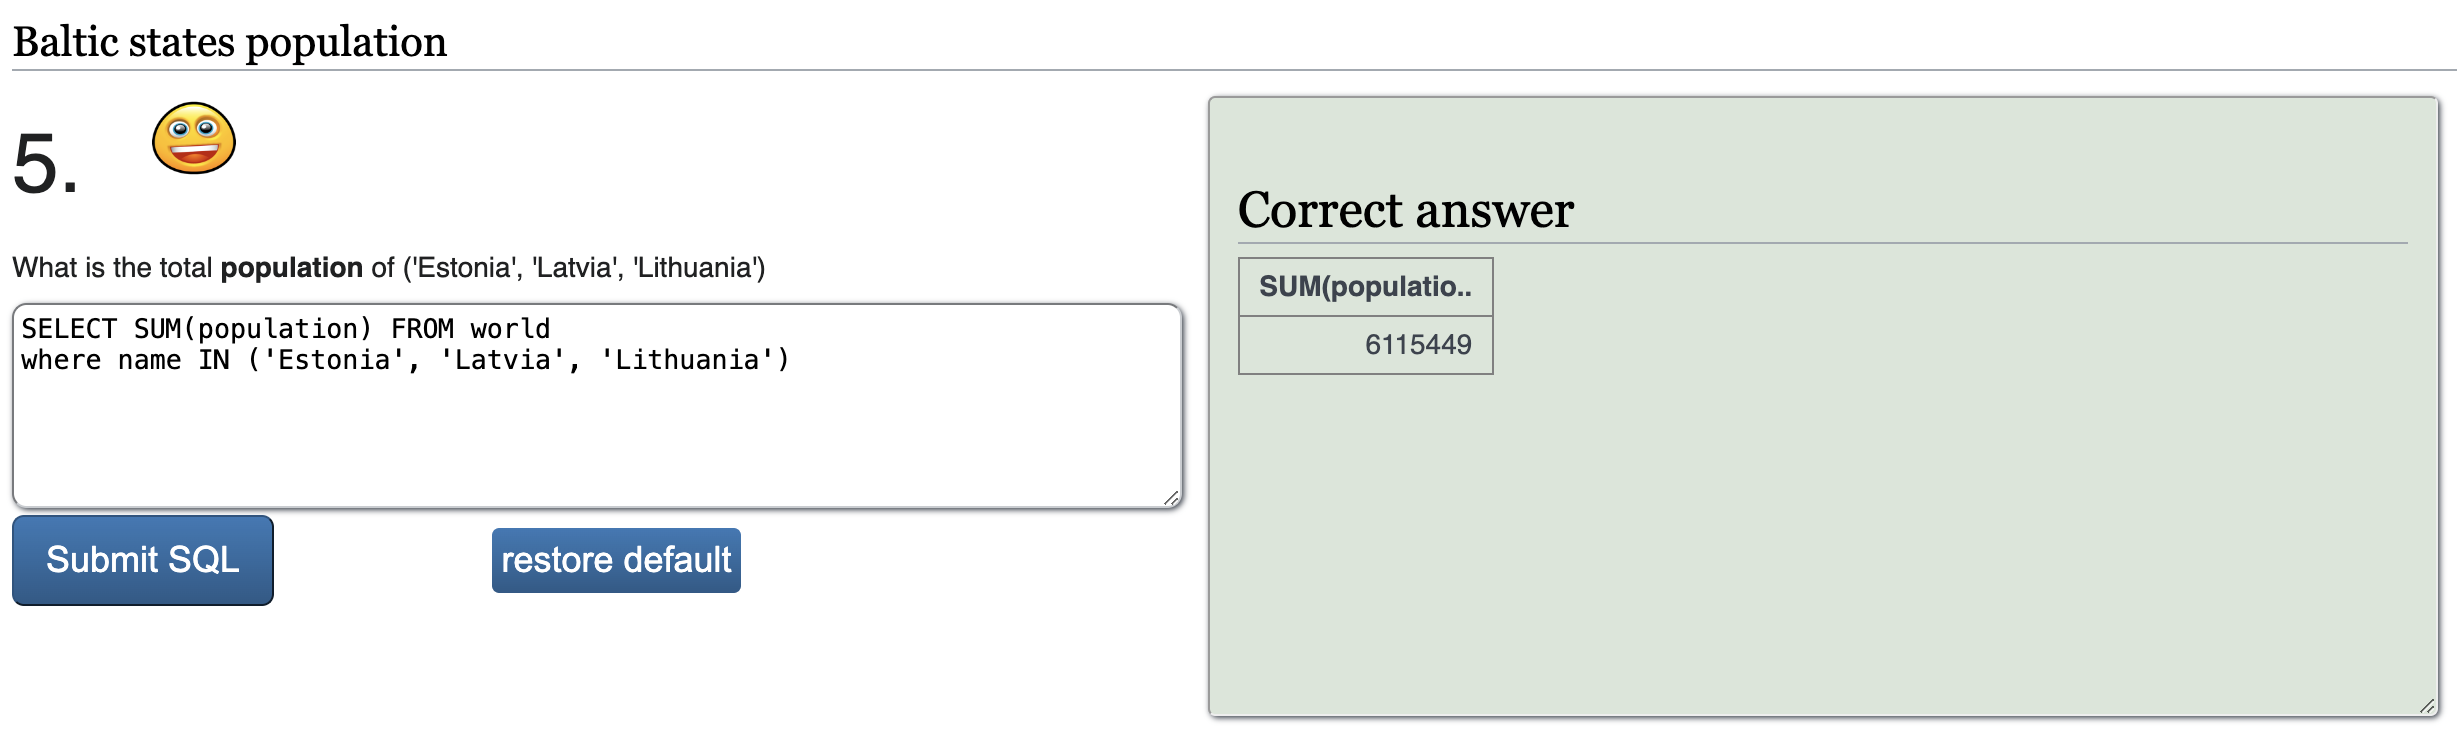 Baltic states population
5.
What is the total population of ('Estonia', 'Latvia', 'Lithuania')
SELECT SUM(population) FROM world
where name IN ('Estonia', 'Latvia', 'Lithuania')
Submit SQL
restore default
Correct answer
SUM(populatio..
6115449